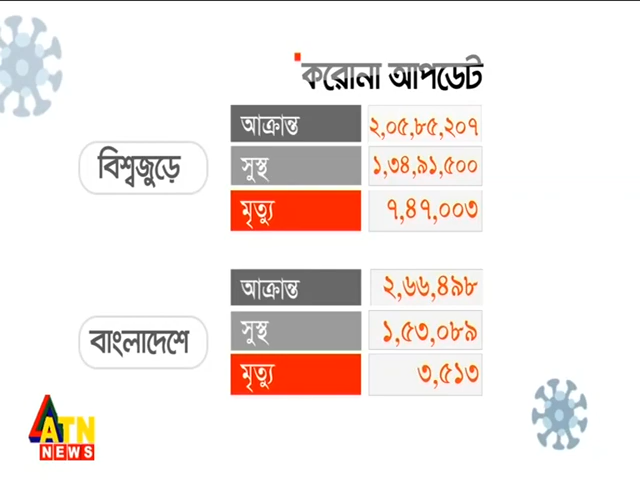 করোনা আপডেট
বিশ্বজুড়ে
আক্রান্ত ২,০৫,৮৫,২০৭
সুস্থ ১,৩৪,৯১,৫০০
মৃত্যু ৭,৪৭,০০৩
বাংলাদেশে
আক্রান্ত ২,৬৬,৪৯৮
সুস্থ ১,৫৩,০৮৯
মৃত্যু ৩,৫১৩
ATN
NEWS